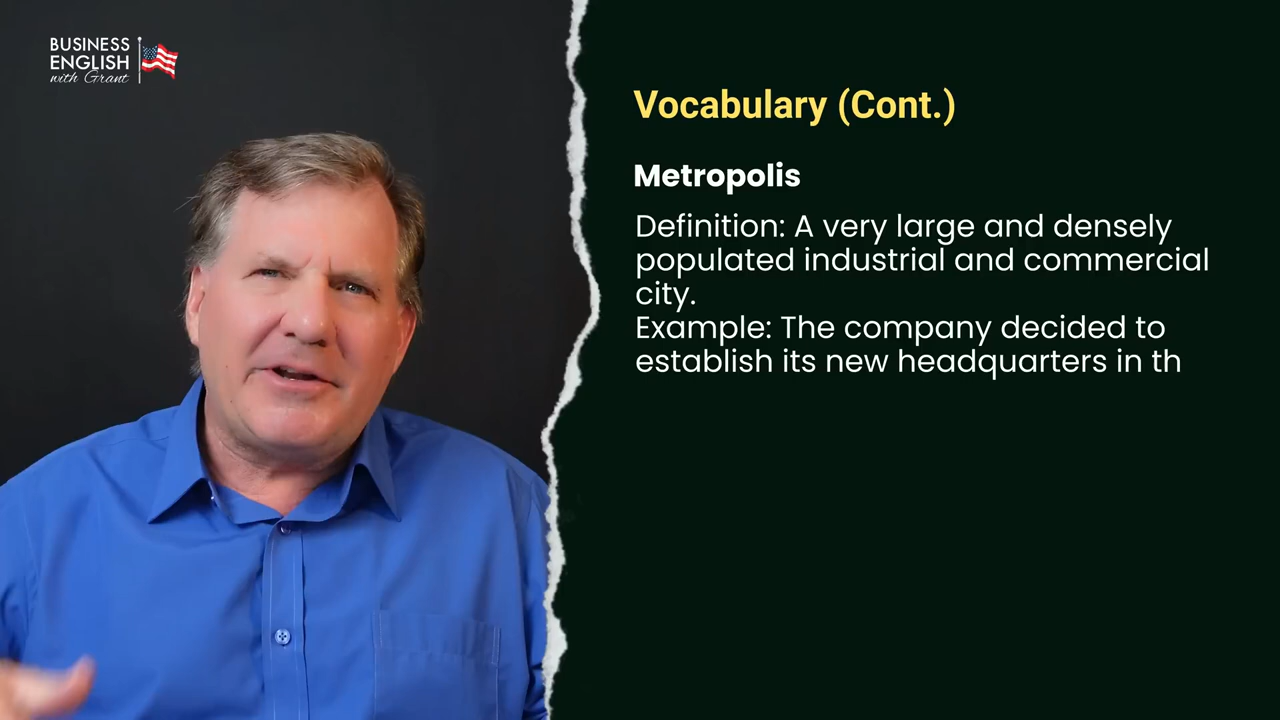 BUSINESS
ENGLISH
with Grant
Vocabulary (Cont.)
Metropolis
Definition: A very large and densely
populated industrial and commercial
city.
Example: The company decided to
establish its new headquarters in th